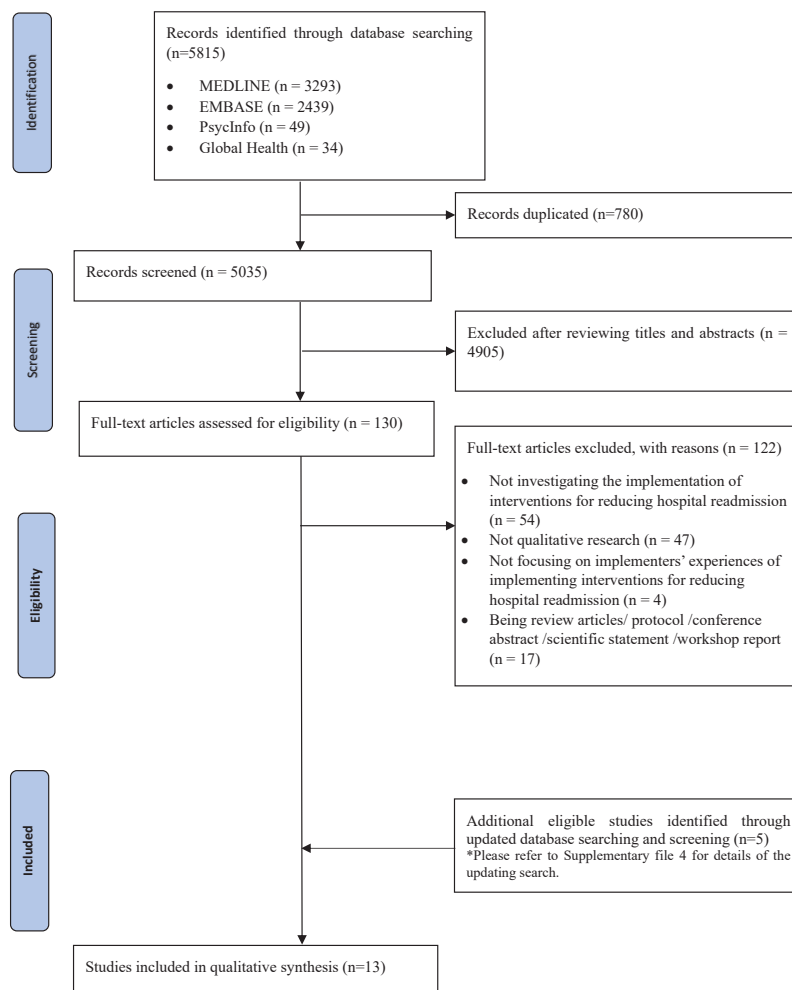 Identification
Records identified through database searching
(n=5815)
• MEDLINE (n = 3293)
• EMBASE (n = 2439)
• PsycInfo (n = 49)
• Global Health (n = 34)
Records duplicated (n=780)
Screening
Records screened (n = 5035)
Excluded after reviewing titles and abstracts (n =
4905)
Full-text articles assessed for eligibility (n = 130)
Eligibility
Full-text articles excluded, with reasons (n = 122)
• Not investigating the implementation of
interventions for reducing hospital readmission
(n = 54)
• Not qualitative research (n = 47)
• Not focusing on implementers’ experiences of
implementing interventions for reducing
hospital readmission (n = 4)
• Being review articles/ protocol /conference
abstract /scientific statement /workshop report
(n = 17)
Included
Additional eligible studies identified through
updated database searching and screening (n=5)
*Please refer to Supplementary file 4 for details of the
updating search.
Studies included in qualitative synthesis (n=13)